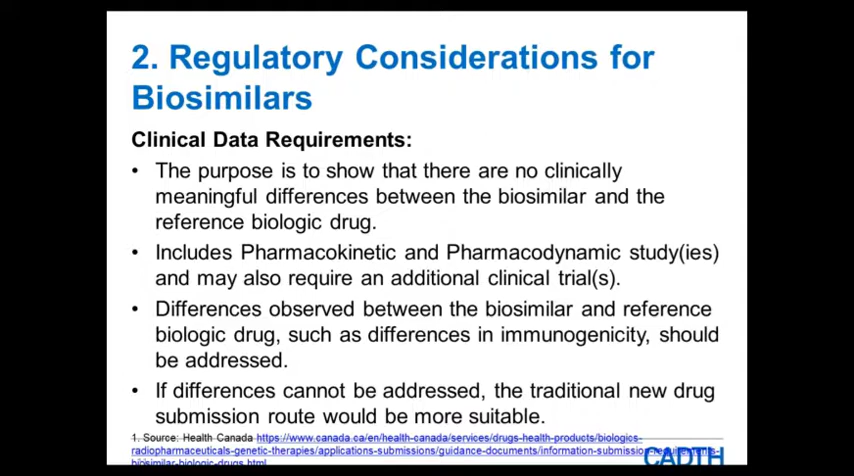 2. Regulatory Considerations for
Biosimilars
Clinical Data Requirements:
• The purpose is to show that there are no clinically
meaningful differences between the biosimilar and the
reference biologic drug.
• Includes Pharmacokinetic and Pharmacodynamic study(ies)
and may also require an additional clinical trial(s).
• Differences observed between the biosimilar and reference
biologic drug, such as differences in immunogenicity, should
be addressed.
• If differences cannot be addressed, the traditional new drug
submission route would be more suitable.
1. Source: Health Canada https://www.canada.ca/en/health-canada/services/drugs-health-products/biologics-
radiopharmaceuticals-genetic-therapies/applications-submissions/guidance-documents/information-submission-requirements-
biosimilar-biologic-drugs.html
CADTH